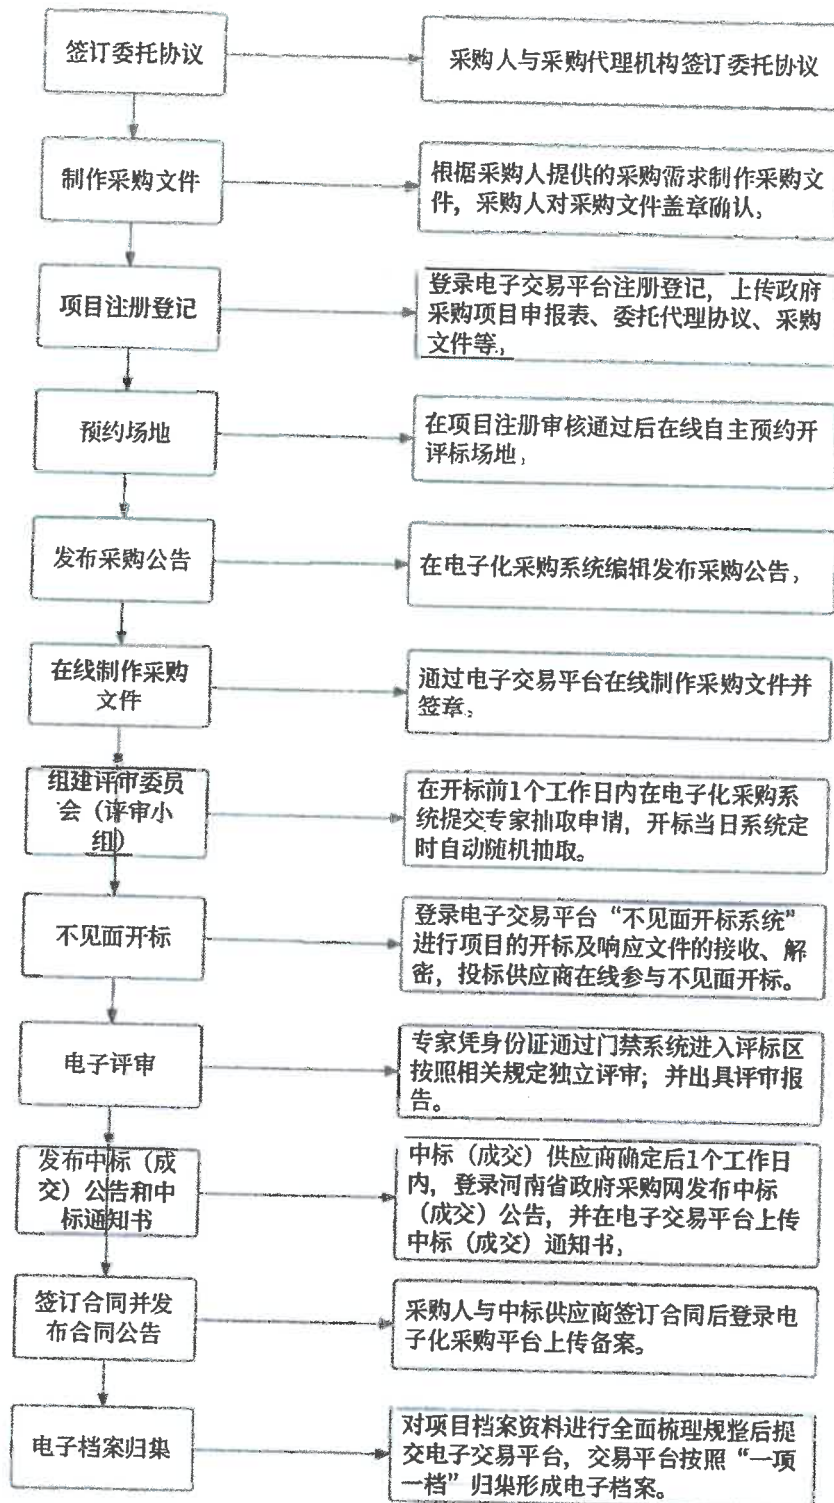 签订委托协议
采购人与采购代理机构签订委托协议
制作采购文件
根据采购人提供的采购需求制作采购文
件，采购人对采购文件盖章确认，
项目注册登记
登录电子交易平台注册登记，上传政府
采购项目申报表、委托代理协议、采购
文件等，
预约场地
在项目注册审核通过后在线自主预约开
评标场地，
发布采购公告
在电子化采购系统编辑发布采购公告，
在线制作采购
文件
通过电子交易平台在线制作采购文件并
签章，
组建评审委员
会（评审小
组）
在开标前1个工作日内在电子化采购系
统提交专家抽取申请，开标当日系统定
时自动随机抽取。
不见面开标
登录电子交易平台“不见面开标系统”
进行项目的开标及响应文件的接收、解
密，投标供应商在线参与不见面开标。
电子评审
专家凭身份证通过门禁系统进入评标区
按照相关规定独立评审；并出具评审报
告。
发布中标（成
交）公告和中
标通知书
中标（成交）供应商确定后1个工作日
内，登录河南省政府采购网发布中标
（成交）公告，并在电子交易平台上传
中标（成交）通知书，
签订合同并发
布合同公告
采购人与中标供应商签订合同后登录电
子化采购平台上传备案。
电子档案归集
对项目档案资料进行全面梳理规整后提
交电子交易平台，交易平台按照“一项
一档”归集形成电子档案。